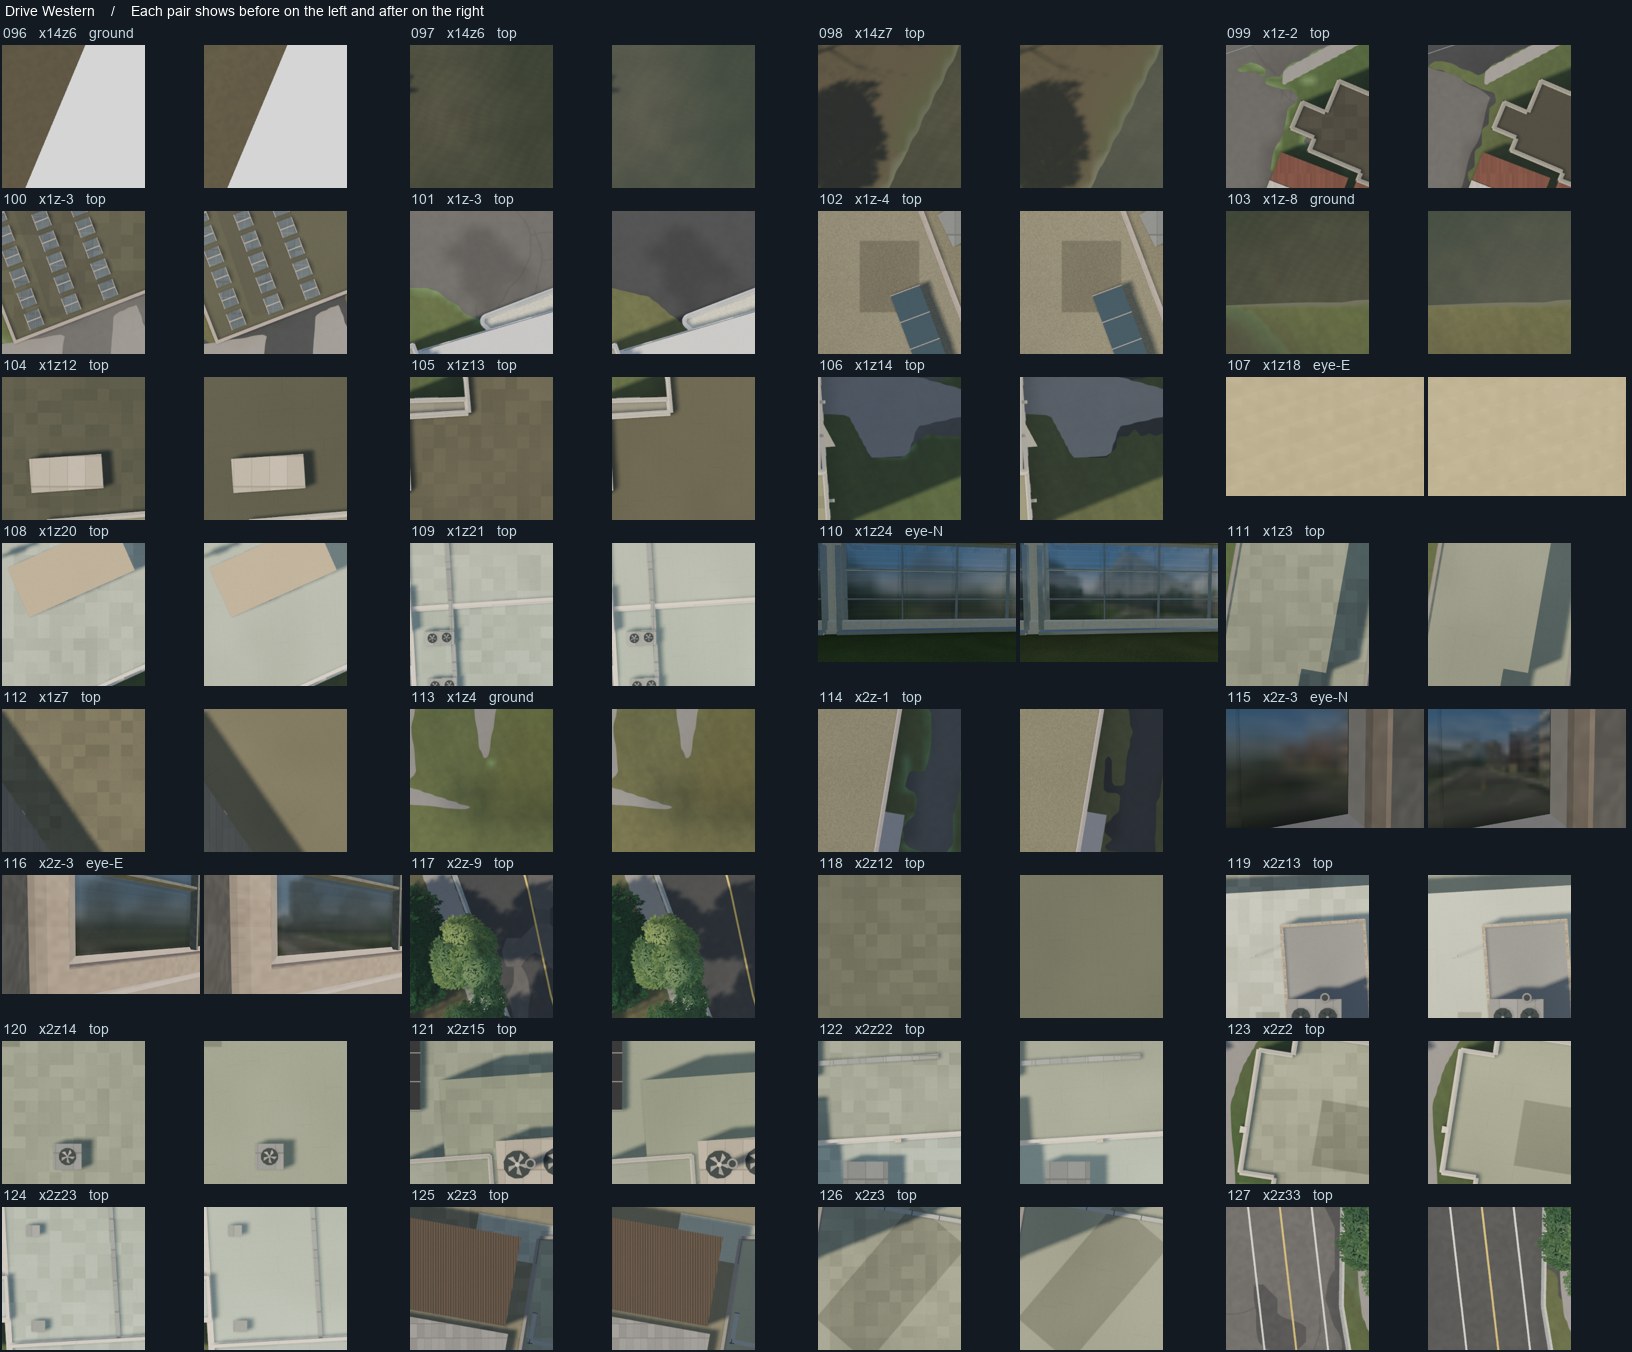 Drive Western / Each pair shows before on the left and after on the right
096 x14z6 ground
097 x14z6 top
098 x14z7 top
099 x1z-2 top
100 x1z-3 top
101 x1z-3 top
102 x1z-4 top
103 x1z-8 ground
104 x1z12 top
105 x1z13 top
106 x1z14 top
107 x1z18 eye-E
108 x1z20 top
109 x1z21 top
110 x1z24 eye-N
111 x1z3 top
112 x1z7 top
113 x1z4 ground
114 x2z-1 top
115 x2z-3 eye-N
116 x2z-3 eye-E
117 x2z-9 top
118 x2z12 top
119 x2z13 top
120 x2z14 top
121 x2z15 top
122 x2z22 top
123 x2z2 top
124 x2z23 top
125 x2z3 top
126 x2z3 top
127 x2z33 top